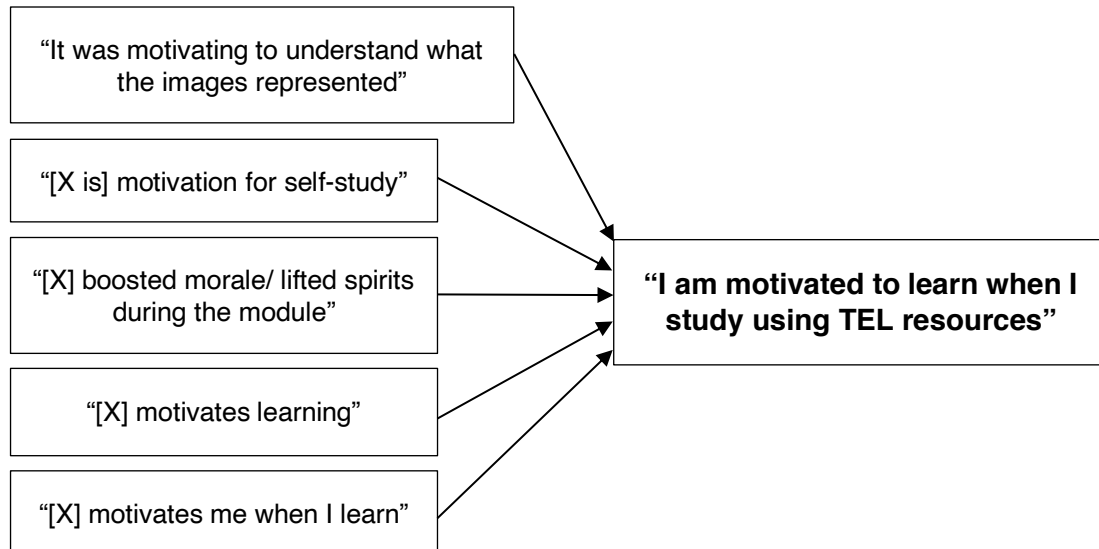 “It was motivating to understand what
the images represented”
“[X is] motivation for self-study”
“[X] boosted morale/ lifted spirits
during the module”
“[X] motivates learning”
“[X] motivates me when I learn”
“I am motivated to learn when I
study using TEL resources”